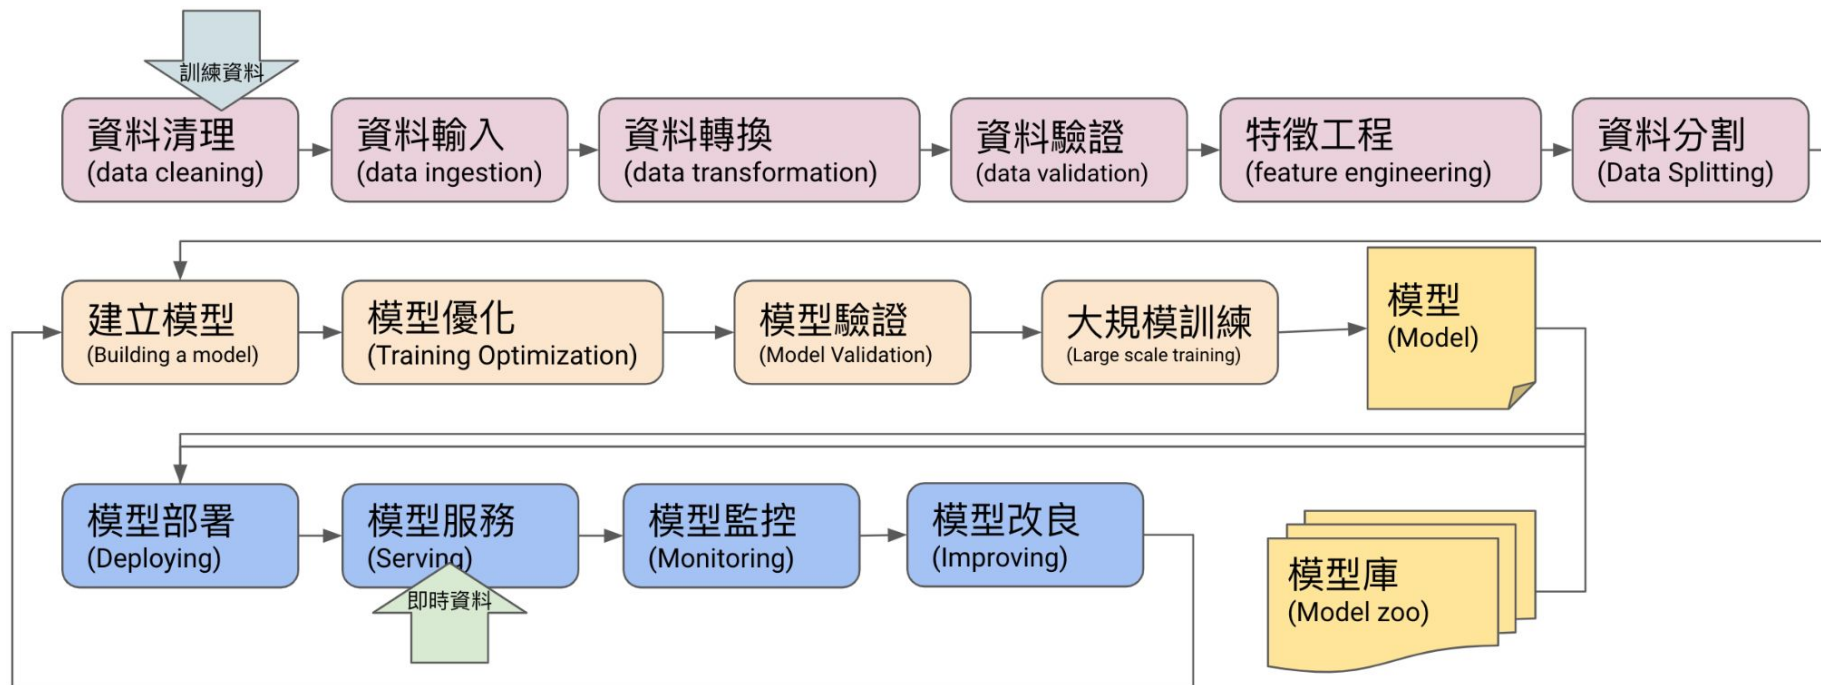 訓練資料
資料清理
(data cleaning)
資料輸入
(data ingestion)
資料轉換
(data transformation)
資料驗證
(data validation)
特徵工程
(feature engineering)
資料分割
(Data Splitting)
建立模型
(Building a model)
模型優化
(Training Optimization)
模型驗證
(Model Validation)
大規模訓練
(Large scale training)
模型
(Model)
模型部署
(Deploying)
模型服務
(Serving)
即時資料
模型監控
(Monitoring)
模型改良
(Improving)
模型庫
(Model zoo)